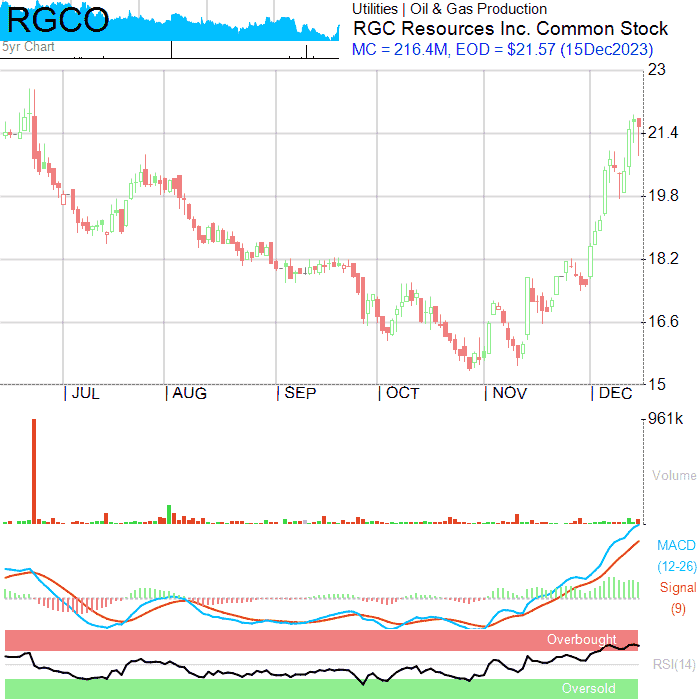 RGCO
5yr Chart
Utilities | Oil & Gas Production
RGC Resources Inc. Common Stock
MC = 216.4M, EOD = $21.57 (15Dec2023)
23
21.4
19.8
18.2
16.6
15
JUL AUG SEP OCT NOV DEC
961k
Volume
MACD
(12-26)
Signal
(9)
Overbought
RSI(14)
Oversold